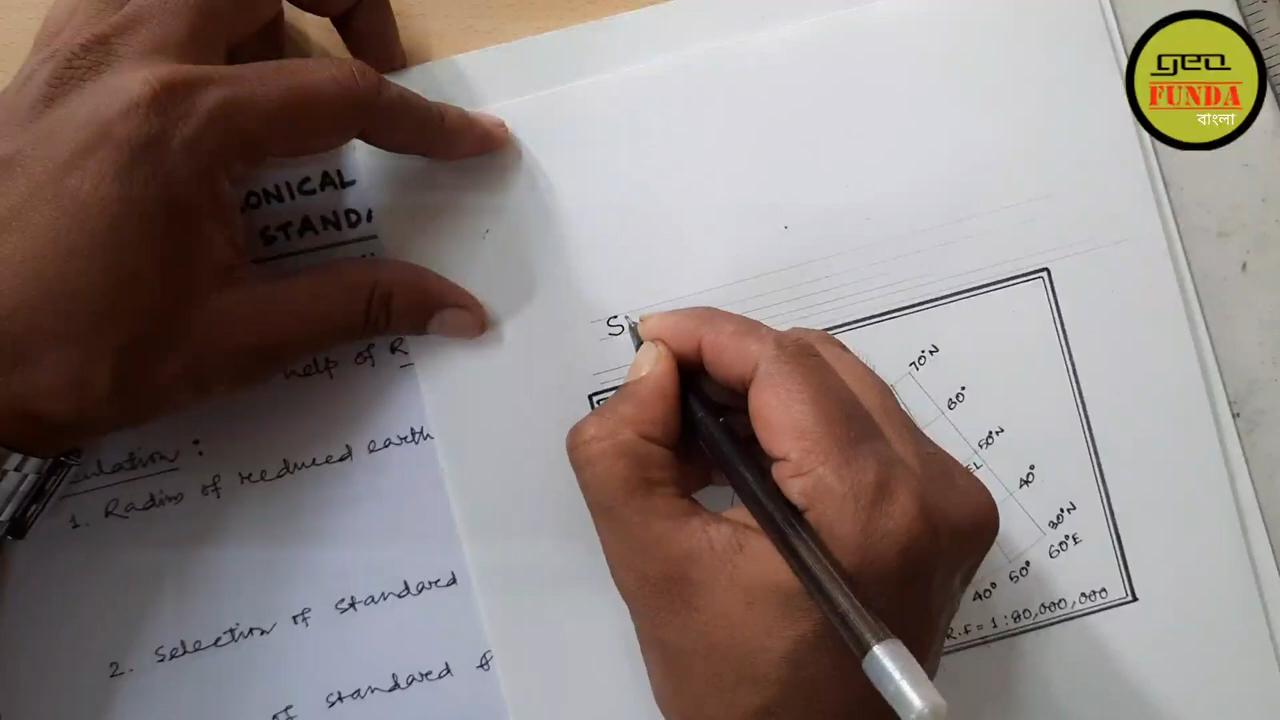 geo
FUNDA
বাংলা
ONICAL
STAND
help of R
ulation :
1. Radius of reduced earth
2. Selection of standard
of standard
S
70°N
60°
50°N
40°
30°N
60°E
50°
40°
R.F = 1:80,000,000